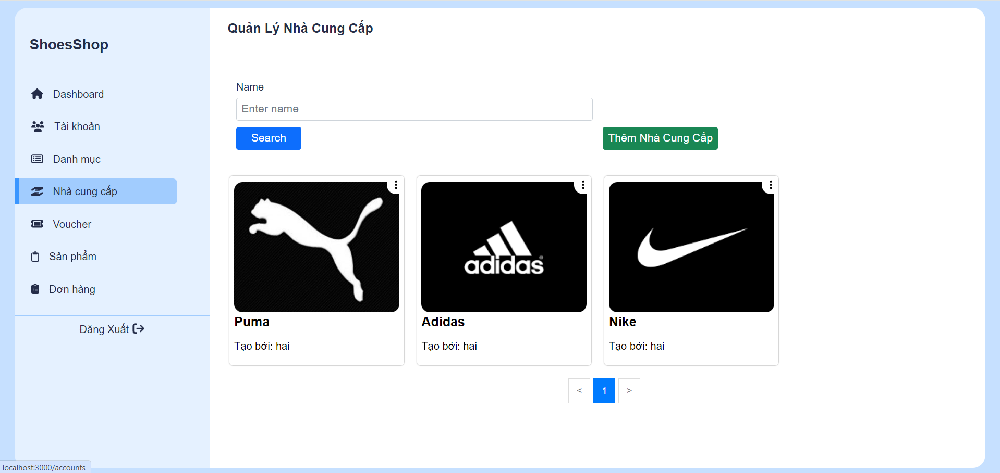 ShoesShop
Dashboard
Tài khoản
Danh mục
Nhà cung cấp
Voucher
Sản phẩm
Đơn hàng
Đăng Xuất
Quản Lý Nhà Cung Cấp
Name
Enter name
Search
Thêm Nhà Cung Cấp
adidas
Puma
Adidas
Nike
Tạo bởi: hai
Tạo bởi: hai
Tạo bởi: hai
< 1 >
localhost:3000/accounts